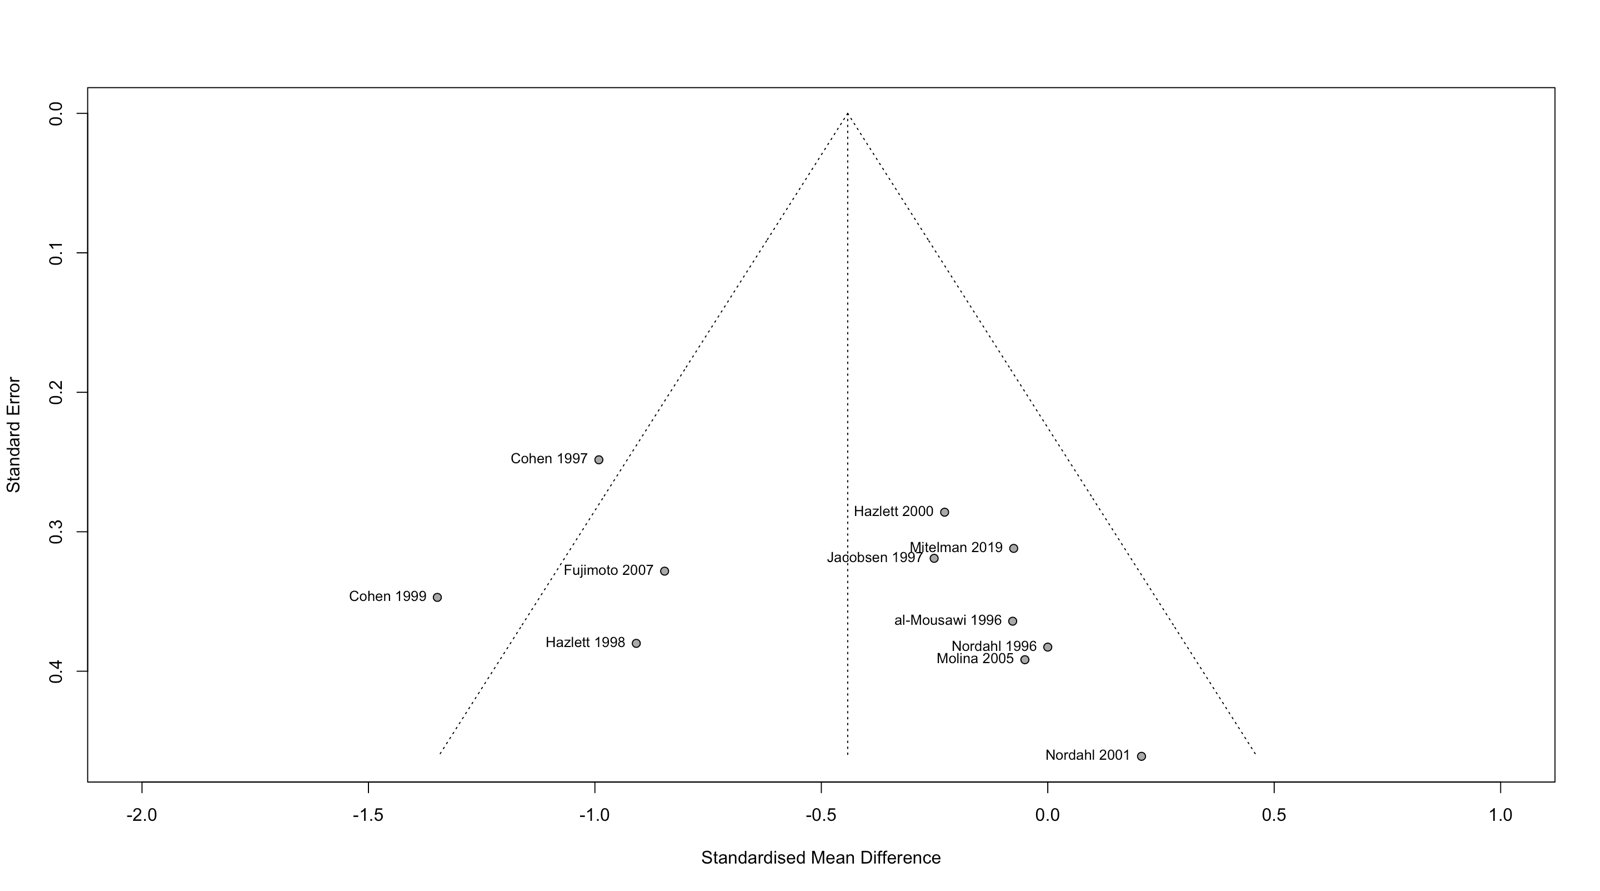 0.0
0.1
0.2
0.3
0.4
Standard Error
Cohen 1997
Hazlett 2000
Mitelman 2019
Jacobsen 1997
Fujimoto 2007
Cohen 1999
al-Mousawi 1996
Hazlett 1998
Nordahl 1996
Molina 2005
Nordahl 2001
-2.0 -1.5 -1.0 -0.5 0.0 0.5 1.0
Standardised Mean Difference